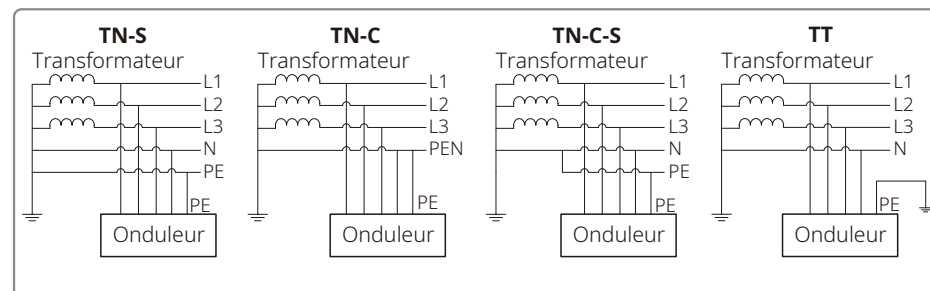 TN-S
Transformateur
L1
L2
L3
N
PE
PE
Onduleur
TN-C
Transformateur
L1
L2
L3
PEN
PE
Onduleur
TN-C-S
Transformateur
L1
L2
L3
N
PE
PE
Onduleur
TT
Transformateur
L1
L2
L3
N
PE
Onduleur